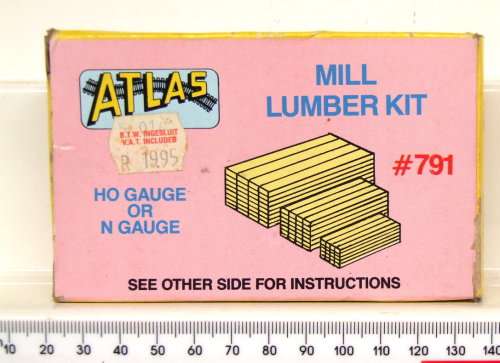 ATLAS
MILL
LUMBER KIT
B.T.W. INGESLUIT
V.A.T. INCLUDED
R 1995
#791
HO GAUGE
OR
N GAUGE
SEE OTHER SIDE FOR INSTRUCTIONS
10 20 30 40 50 60 70 80 90 100 110 120 130 140